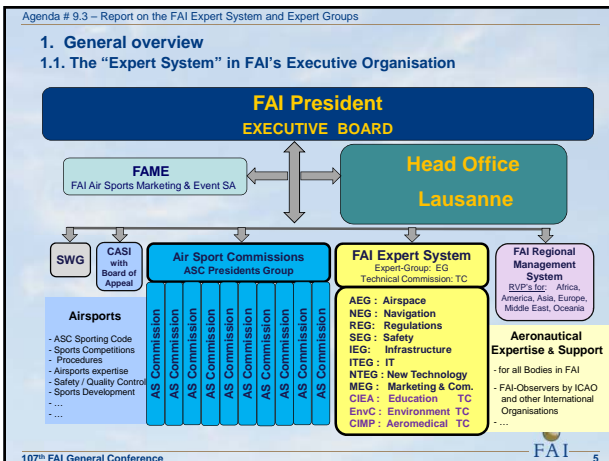 Agenda # 9.3 – Report on the FAI Expert System and Expert Groups
1. General overview
1.1. The “Expert System” in FAI’s Executive Organisation
FAI President
EXECUTIVE BOARD
FAME
FAI Air Sports Marketing & Event SA
Head Office
Lausanne
SWG
CASI
with
Board of
Appeal
Air Sport Commissions
ASC Presidents Group
FAI Expert System
Expert-Group: EG
Technical Commission: TC
FAI Regional
Management
System
RVP's for: Africa,
America, Asia, Europe,
Middle East, Oceania
Airsports
- ASC Sporting Code
- Sports Competitions
- Procedures
- Airsports expertise
- Safety / Quality Control
- Sports Development
- ...
- ...
AS Commission
AS Commission
AS Commission
AS Commission
AS Commission
AS Commission
AS Commission
AS Commission
AS Commission
AS Commission
AEG : Airspace
NEG : Navigation
REG: Regulations
SEG : Safety
IEG: Infrastructure
ITEG : IT
NTEG : New Technology
MEG : Marketing & Com.
CIEA : Education TC
EnvC : Environment TC
CIMP : Aeromedical TC
Aeronautical
Expertise & Support
- for all Bodies in FAI
- FAI-Observers by ICAO
and other International
Organisations
- ...
107th FAI General Conference
FAI
5